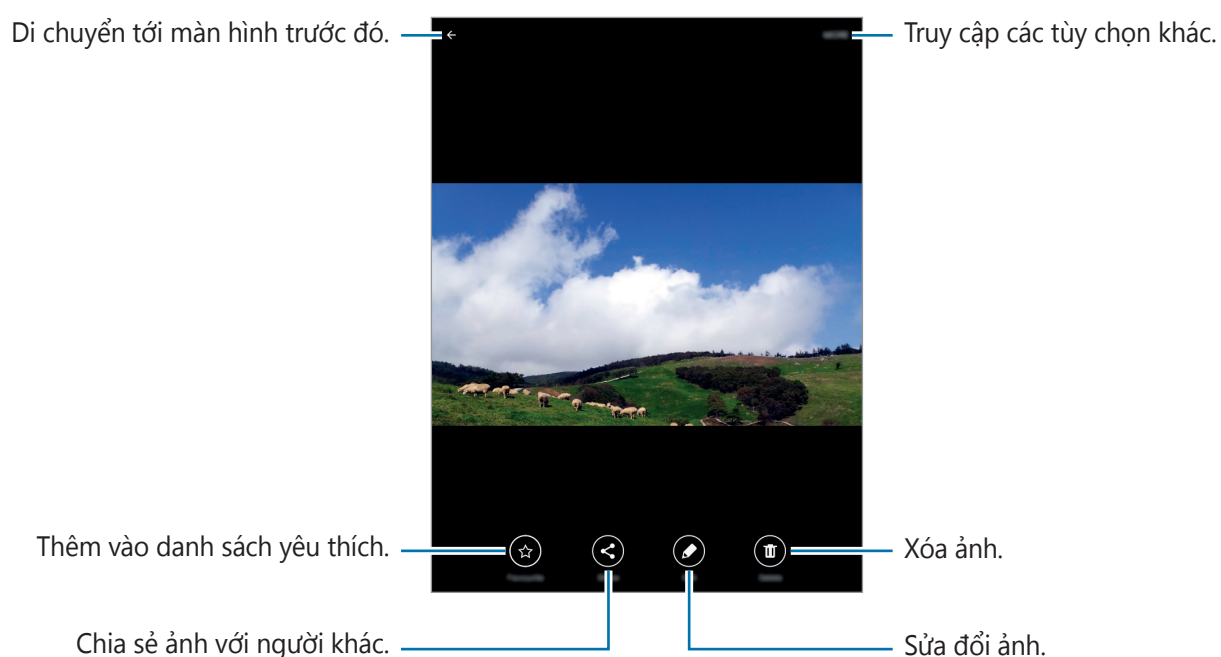 Di chuyển tới màn hình trước đó.
Truy cập các tùy chọn khác.
Thêm vào danh sách yêu thích.
Xóa ảnh.
Chia sẻ ảnh với người khác.
Sửa đổi ảnh.